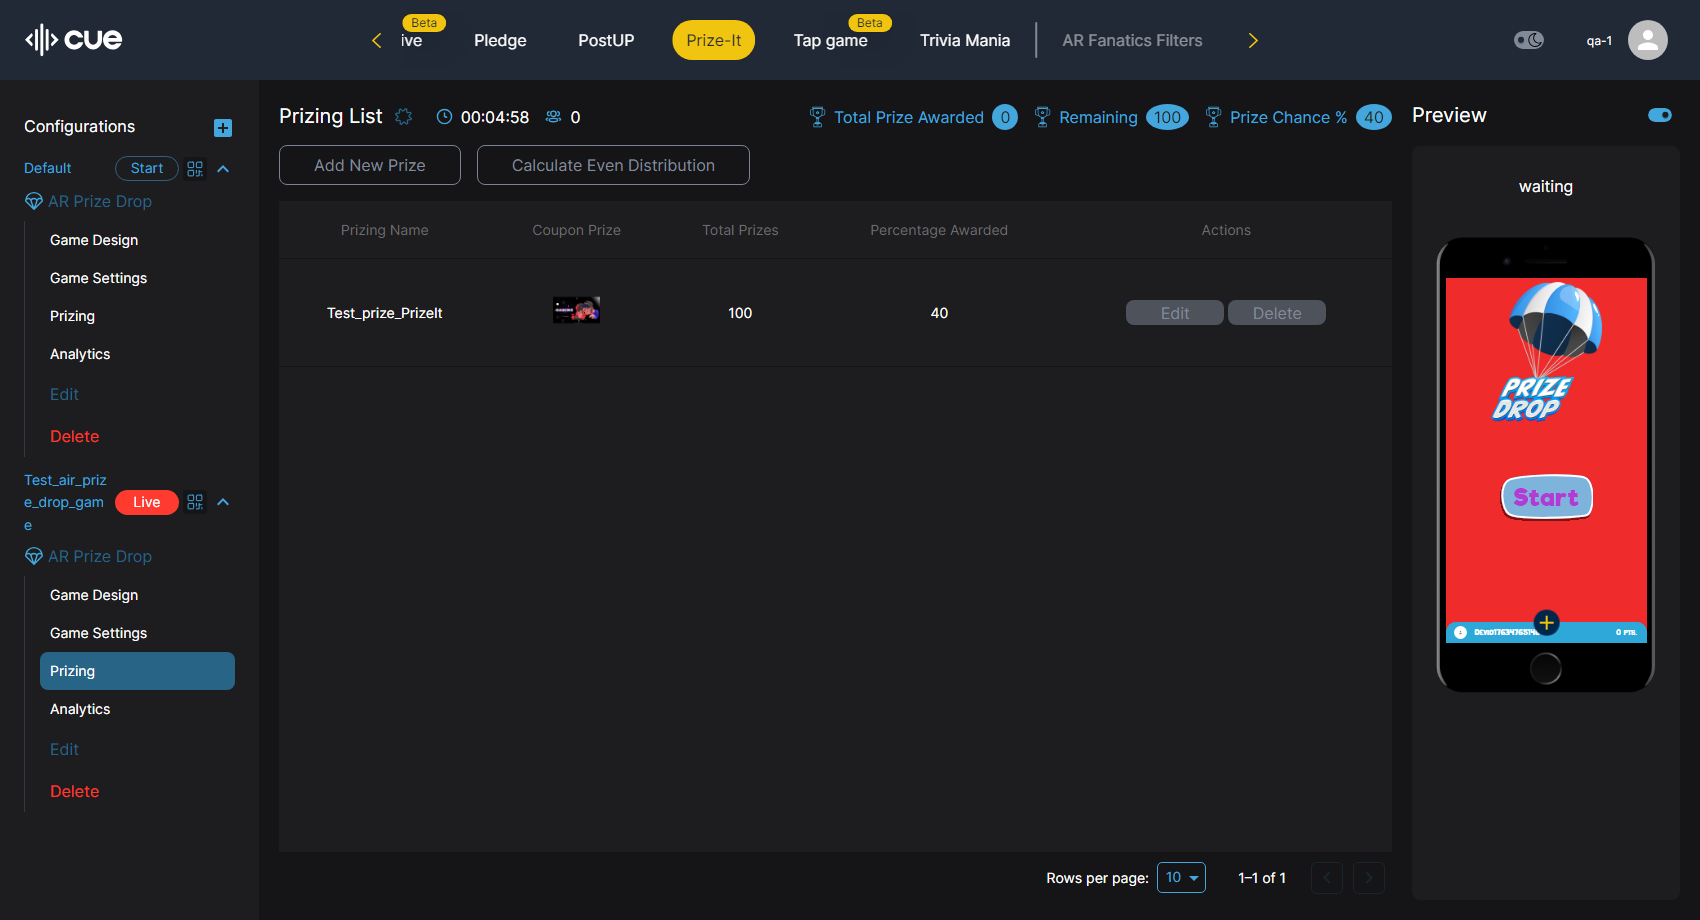 cue
Beta
ive
Pledge
PostUP
Prize-It
Beta
Tap game
Trivia Mania
AR Fanatics Filters
qa-1
Configurations
Default
Start
AR Prize Drop
Game Design
Game Settings
Prizing
Analytics
Edit
Delete
Test_air_priz
e_drop_gam
e
Live
AR Prize Drop
Game Design
Game Settings
Prizing
Analytics
Edit
Delete
Prizing List
00:04:58
0
Total Prize Awarded 0
Remaining 100
Prize Chance % 40
Add New Prize
Calculate Even Distribution
Prizing Name Coupon Prize Total Prizes Percentage Awarded Actions
Test_prize_PrizeIt 100 40 Edit Delete
Rows per page: 10 1–1 of 1
Preview
waiting
PRIZE
DROP
Start
0 PTS.